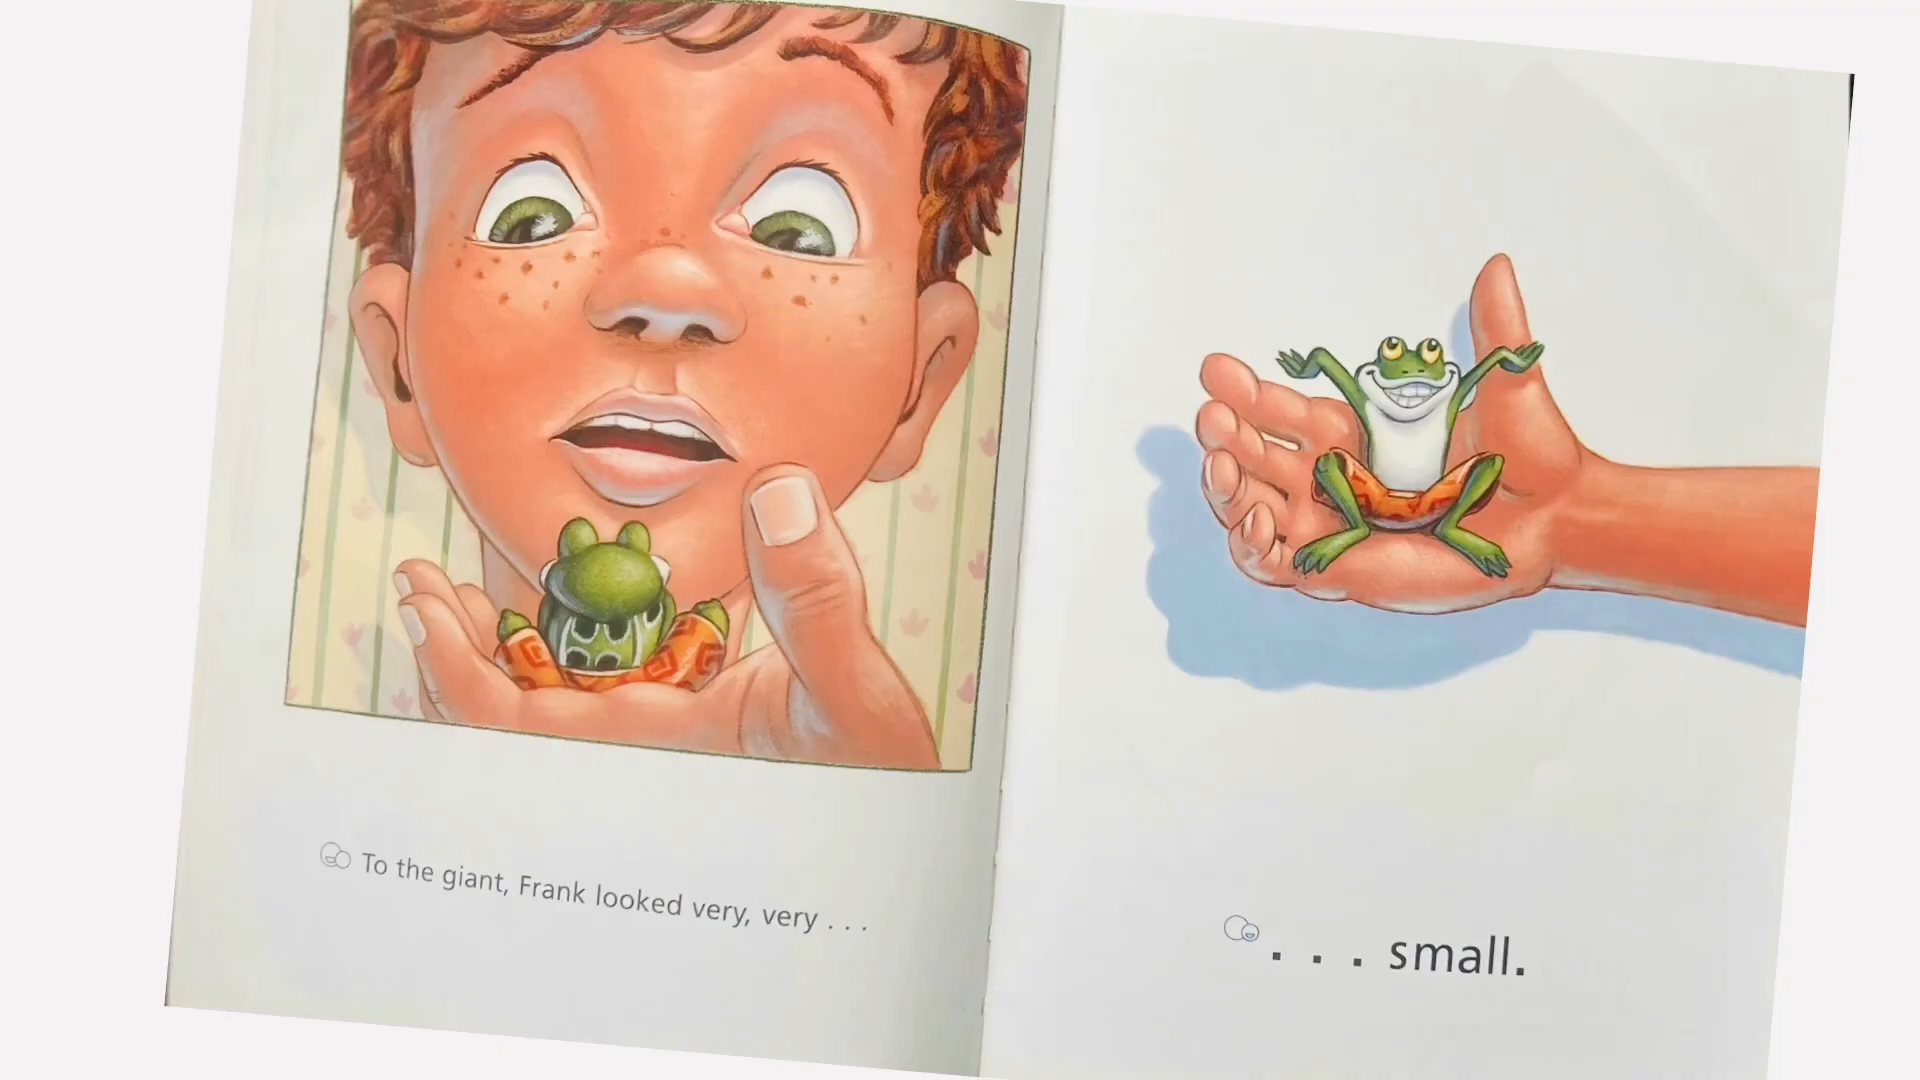 To the giant, Frank looked very, very . . .
. . . small.